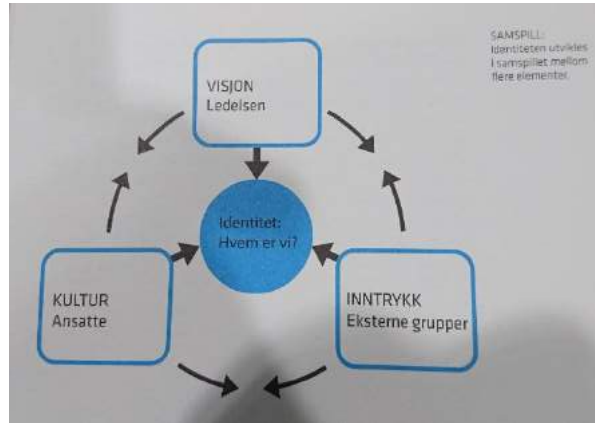 SAMSPILL:
Identiteten utvikles
i samspillet mellom
flere elementer.
VISJON
Ledelsen
Identitet:
Hvem er vi?
KULTUR
Ansatte
INNTRYKK
Eksterne grupper